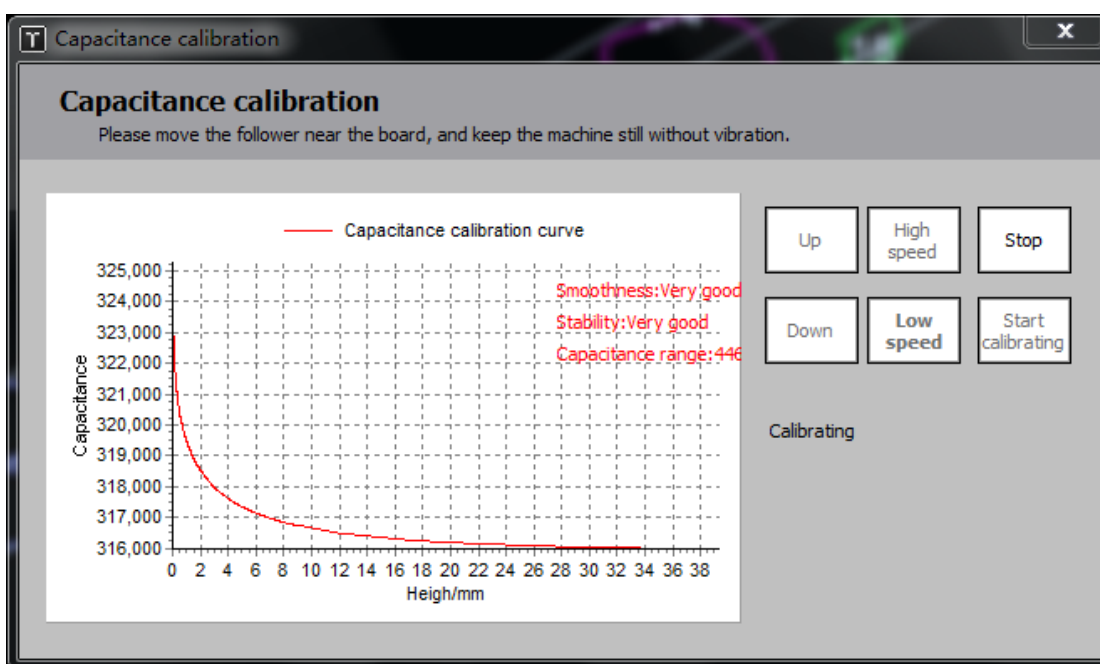 Capacitance calibration
X
Capacitance calibration
Please move the follower near the board, and keep the machine still without vibration.
Capacitance calibration curve
325,000
324,000
323,000
322,000
321,000
320,000
319,000
318,000
317,000
316,000
Capacitance
Smoothness:Very good
Stability:Very good
Capacitance range:446
0 2 4 6 8 10 12 14 16 18 20 22 24 26 28 30 32 34 36 38
Heigh/mm
Up
High
speed
Stop
Down
Low
speed
Start
calibrating
Calibrating